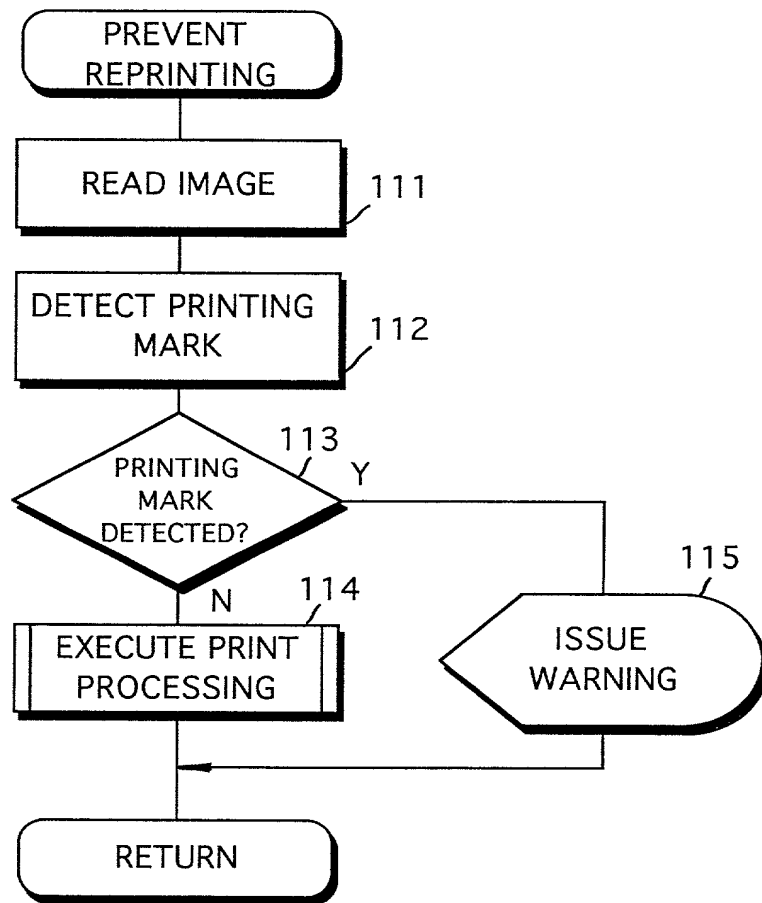 PREVENT
REPRINTING
READ IMAGE
111
DETECT PRINTING
MARK
112
113
PRINTING
MARK
DETECTED?
Y
N
114
EXECUTE PRINT
PROCESSING
115
ISSUE
WARNING
RETURN